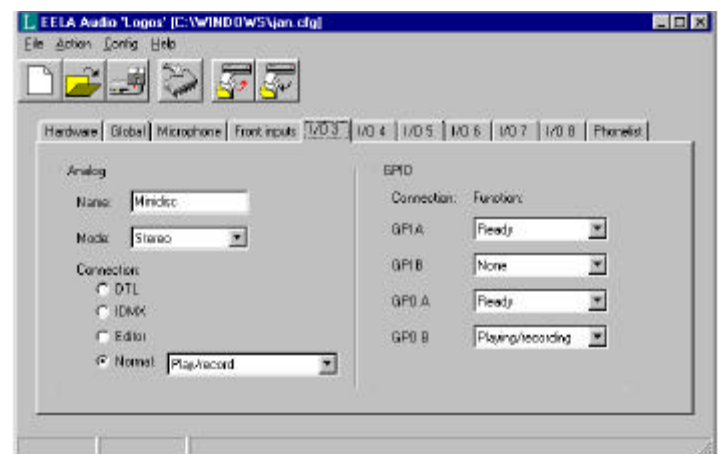 EELA Audio 'Logos' [C:\WINDOWS\jan.cfg]
File Action Config Help
Hardware Global Microphone Front inputs I/O 3 I/O 4 I/O 5 I/O 6 I/O 7 I/O 8 Phonelist
Analog
Name: Minidisc
Mode: Stereo
Connection:
DTL
IDMX
Editor
Normal: Play/record
GPIO
Connection: Function:
GPI A Ready
GPI B None
GPO A Ready
GPO B Playing/recording